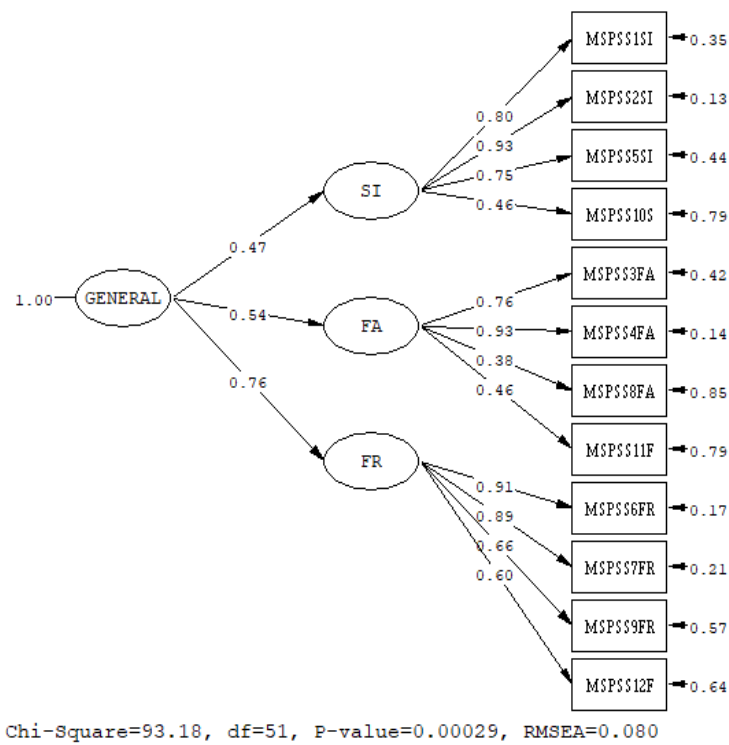 MSPSS1SI 0.35
0.80
MSPSS2SI 0.13
0.93
MSPSS5SI 0.44
0.75
SI
0.46
MSPSS10S 0.79
0.47
MSPSS3FA 0.42
1.00 GENERAL
0.76
0.54
FA
0.93
MSPSS4FA 0.14
0.38
MSPSS8FA 0.85
0.76
0.46
MSPSS11F 0.79
FR
0.91
MSPSS6FR 0.17
0.89
0.66
MSPSS7FR 0.21
0.60
MSPSS9FR 0.57
MSPSS12F 0.64
Chi-Square=93.18, df=51, P-value=0.00029, RMSEA=0.080